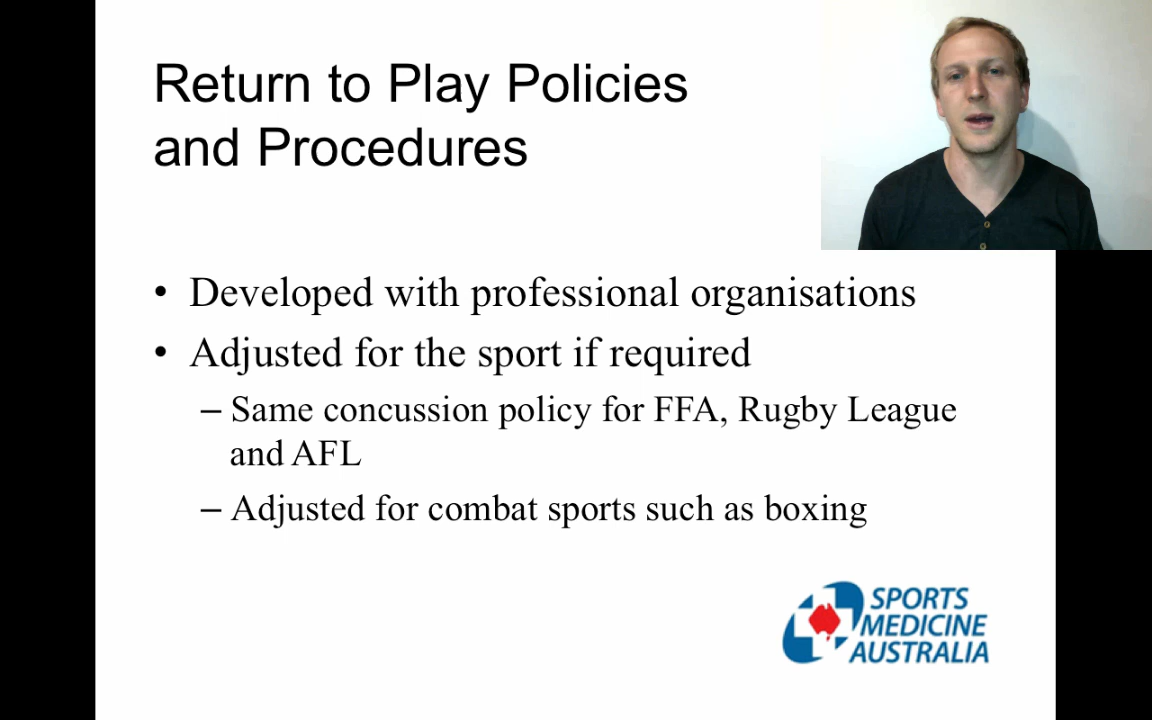 Return to Play Policies
and Procedures
• Developed with professional organisations
• Adjusted for the sport if required
– Same concussion policy for FFA, Rugby League
and AFL
– Adjusted for combat sports such as boxing
SPORTS
MEDICINE
AUSTRALIA